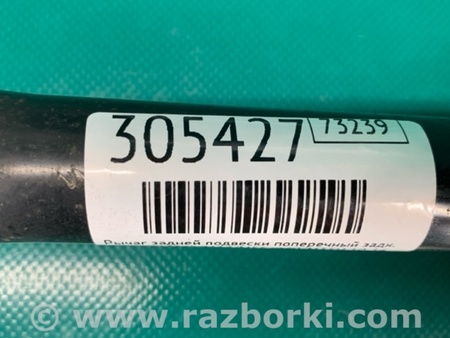 305427 73239
Рычаг задней подвески поперечный задн.
© www.razborki.com